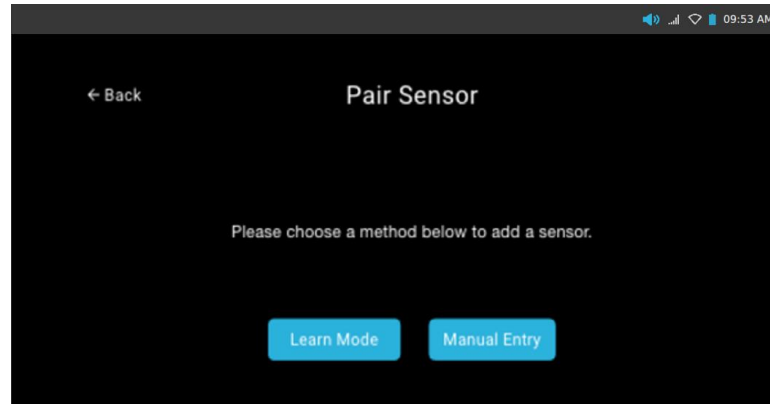 09:53 AM
← Back
Pair Sensor
Please choose a method below to add a sensor.
Learn Mode
Manual Entry